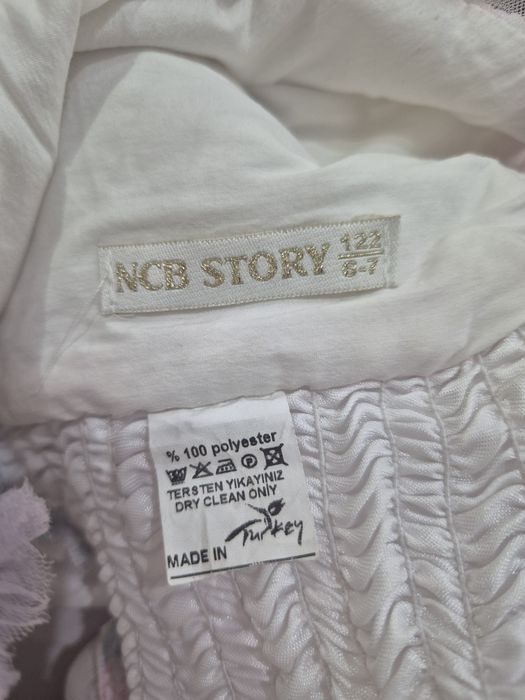 NCB STORY 122
6-7
% 100 polyester
TERSTEN YIKAYINIZ
DRY CLEAN ONLY
MADE IN Turkey